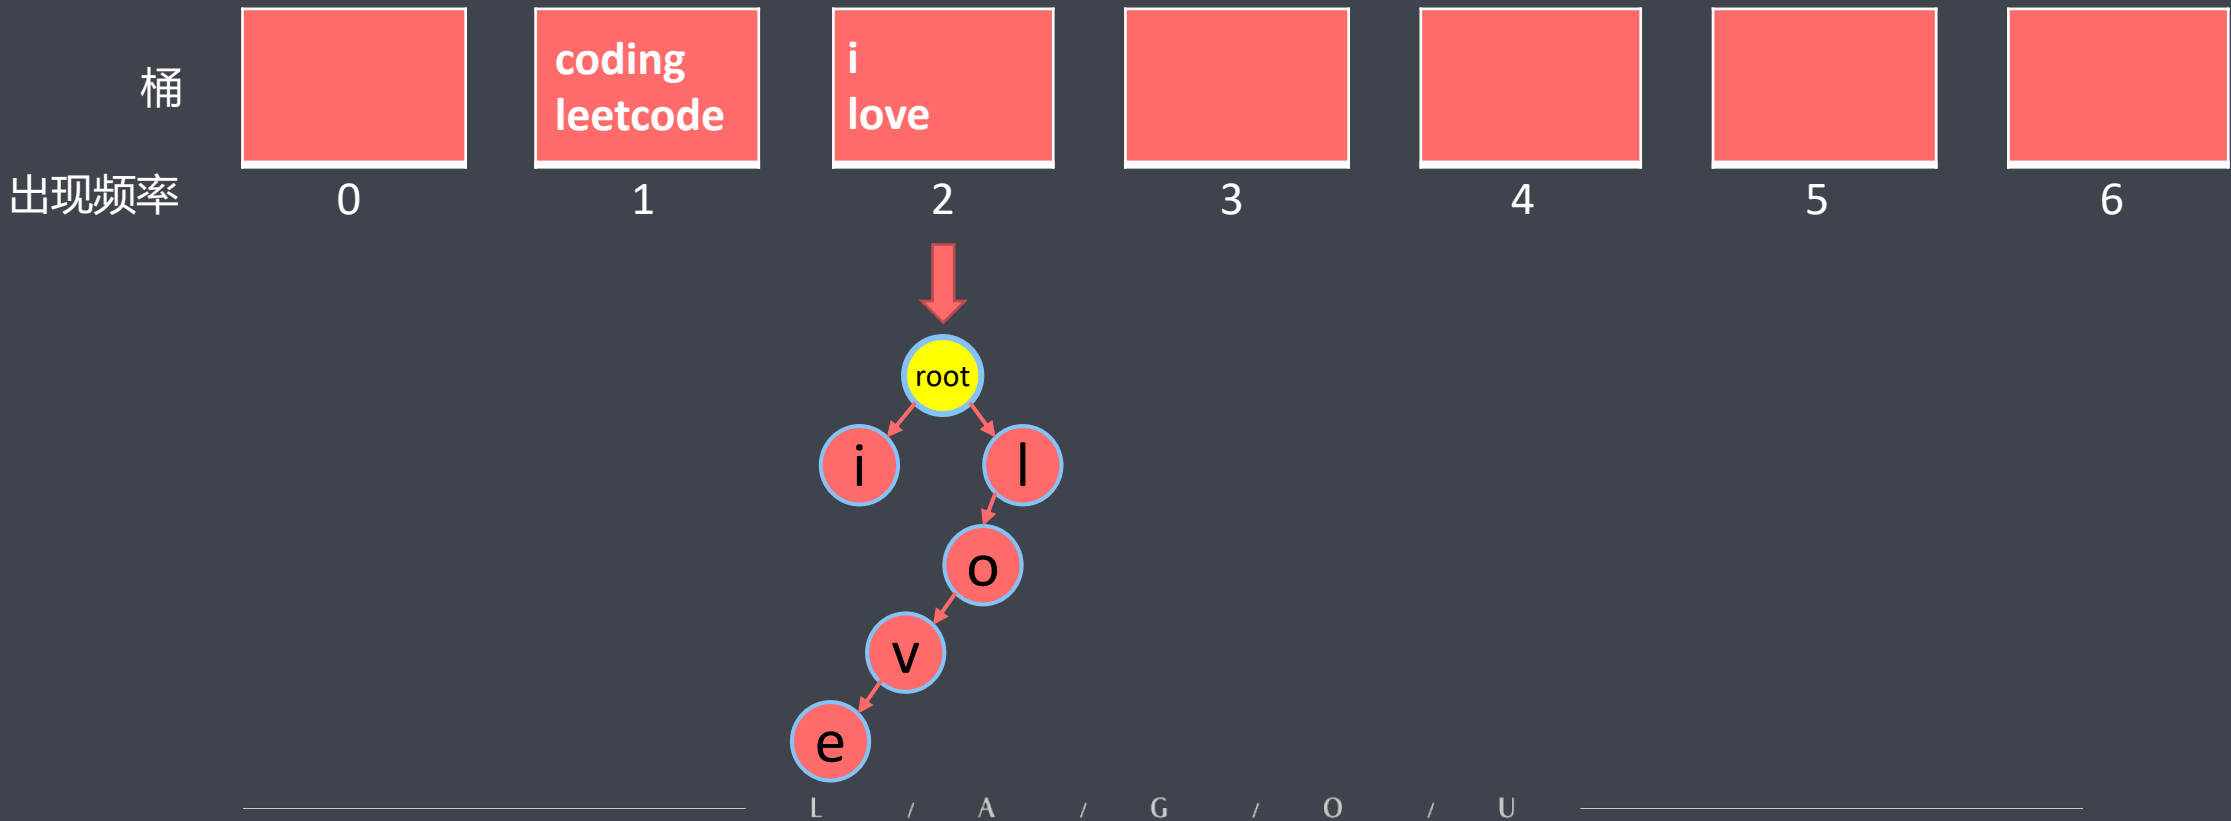 桶
coding
leetcode
i
love
出现频率 0 1 2 3 4 5 6
root
i l
o
v
e
L / A / G / O / U